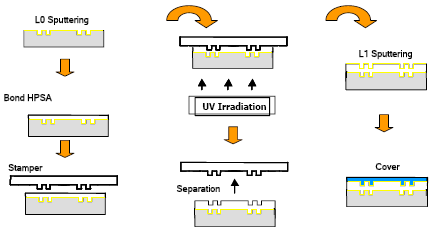 L0 Sputtering
Bond HPSA
Stamper
UV Irradiation
Separation
L1 Sputtering
Cover